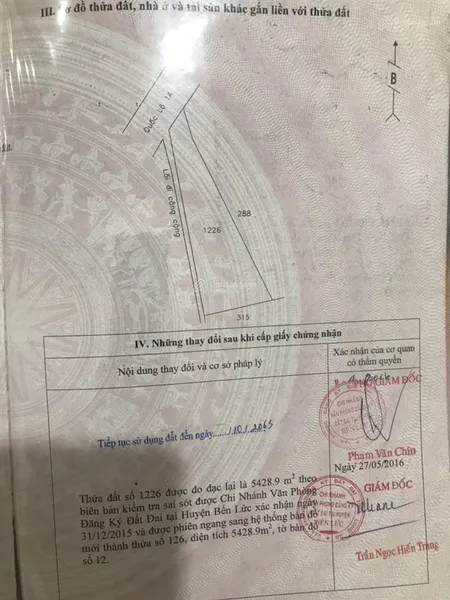 III. Sơ đồ thửa đất, nhà ở và tài sản khác gắn liền với thửa đất
B
Quốc Lộ 1A
Lối đi công cộng
288
1226
315
IV. Những thay đổi sau khi cấp giấy chứng nhận
Nội dung thay đổi và cơ sở pháp lý
Xác nhận của cơ quan
có thẩm quyền
PHÓ GIÁM ĐỐC
Tiếp tục sử dụng đất đến ngày
Phạm Văn Chín
Ngày 27/05/2016
GIÁM ĐỐC
Thửa đất số 1226 được đo đạc lại là 5428.9 m² theo
biên bản kiểm tra sai sót được Chi Nhánh Văn Phòng
Đăng Ký Đất Đai tại Huyện Bến Lức xác nhận ngày
31/12/2015 và được phiên ngang sang hệ thống bản đồ
mới thành thửa số 126, diện tích 5428.9m², tờ bản đồ
số 12.
Trần Ngọc Hiền Trang